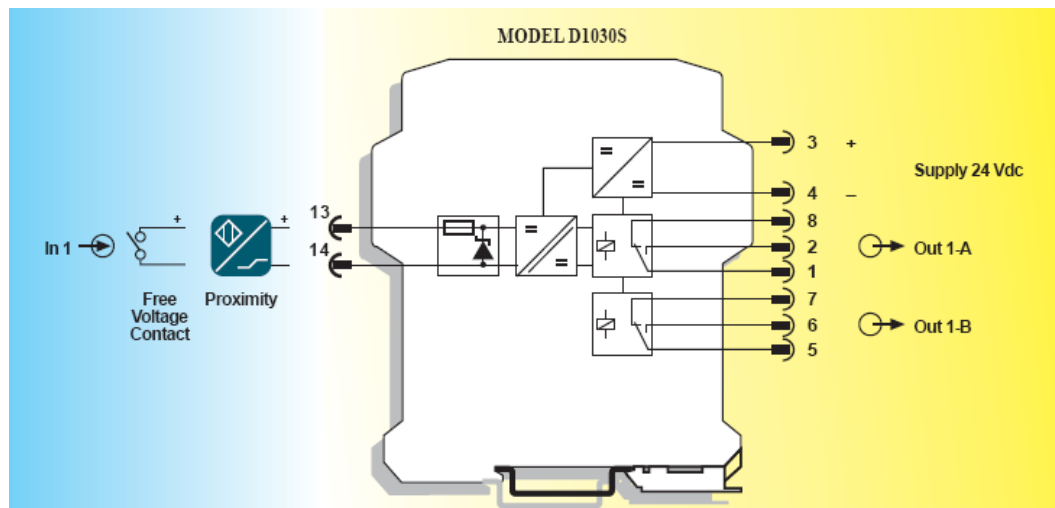 MODEL D1030S
3 +
Supply 24 Vdc
4 –
13 + +
8
14
In 1
2 Out 1-A
1
7
Free
Voltage
Contact
Proximity
6 Out 1-B
5